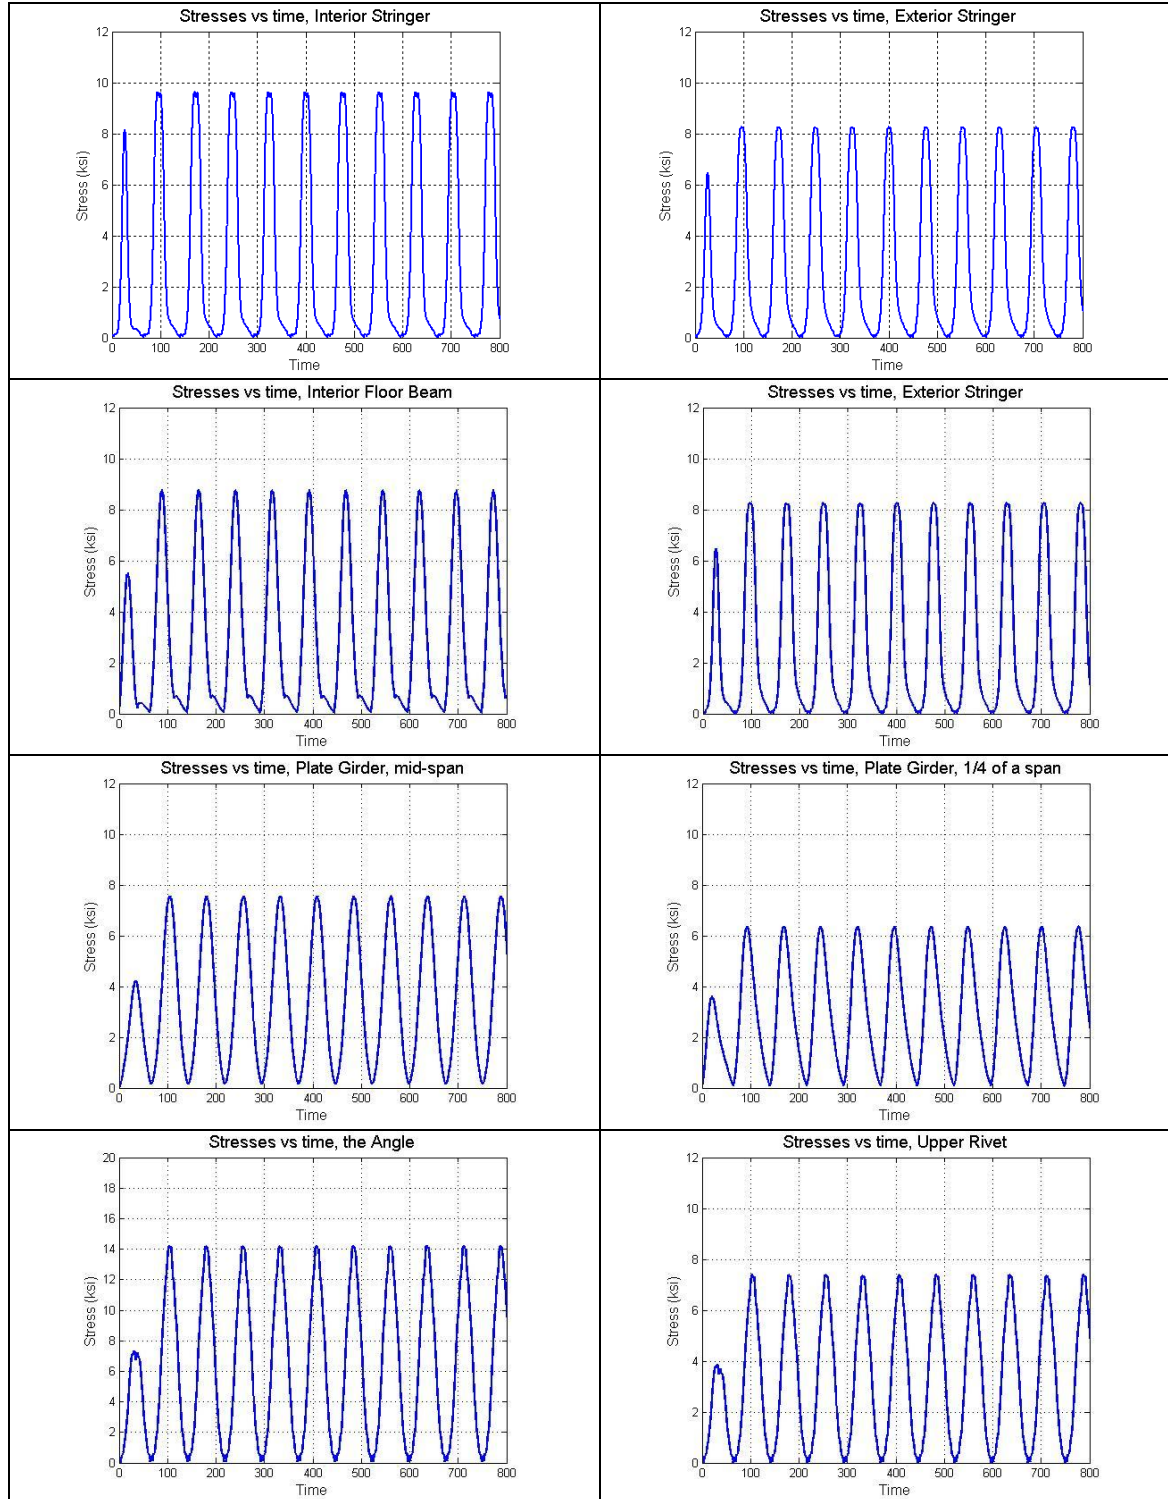 Stresses vs time, Interior Stringer
12
10
8
6
4
2
0
Stress (ksi)
0 100 200 300 400 500 600 700 800
Time
Stresses vs time, Exterior Stringer
12
10
8
6
4
2
0
Stress (ksi)
0 100 200 300 400 500 600 700 800
Time
Stresses vs time, Interior Floor Beam
12
10
8
6
4
2
0
Stress (ksi)
0 100 200 300 400 500 600 700 800
Time
Stresses vs time, Exterior Stringer
12
10
8
6
4
2
0
Stress (ksi)
0 100 200 300 400 500 600 700 800
Time
Stresses vs time, Plate Girder, mid-span
12
10
8
6
4
2
0
Stress (ksi)
0 100 200 300 400 500 600 700 800
Time
Stresses vs time, Plate Girder, 1/4 of a span
12
10
8
6
4
2
0
Stress (ksi)
0 100 200 300 400 500 600 700 800
Time
Stresses vs time, the Angle
20
18
16
14
12
10
8
6
4
2
0
Stress (ksi)
0 100 200 300 400 500 600 700 800
Time
Stresses vs time, Upper Rivet
12
10
8
6
4
2
0
Stress (ksi)
0 100 200 300 400 500 600 700 800
Time